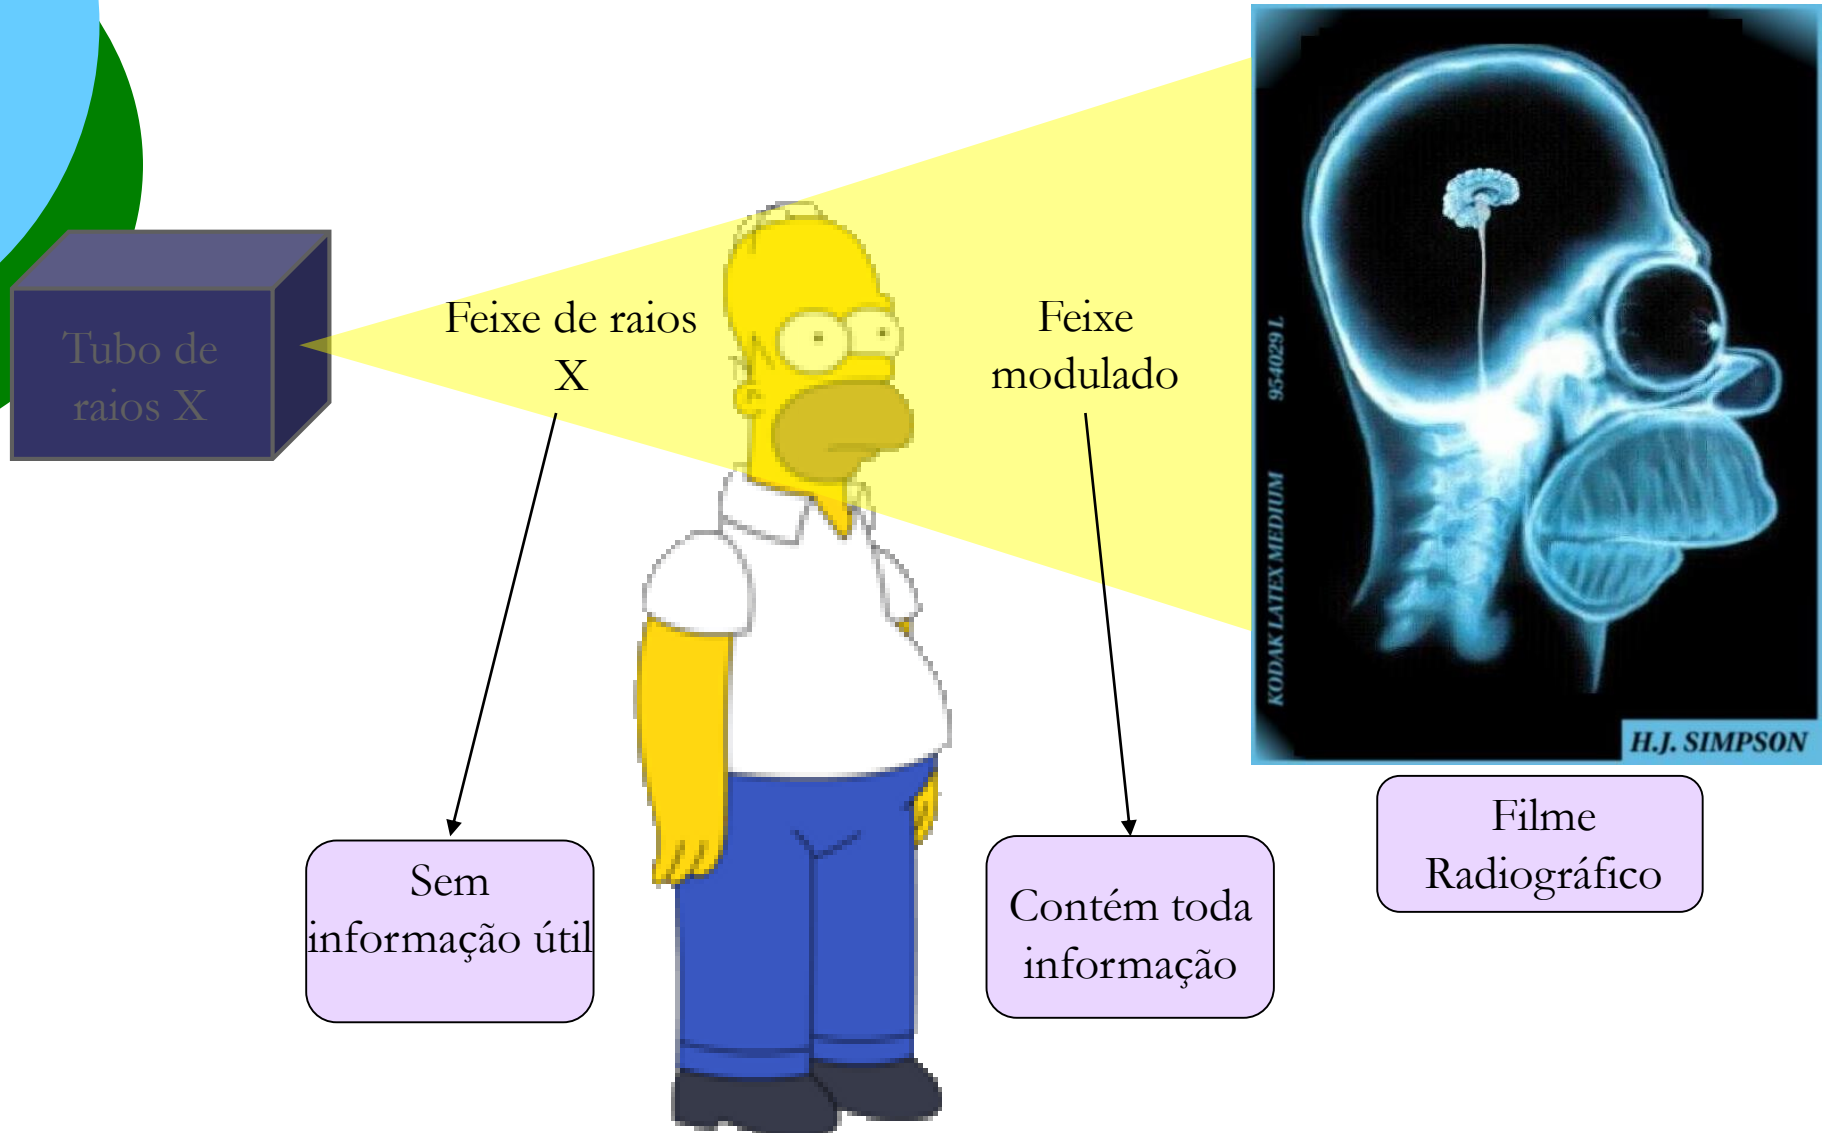 Tubo de
raios X
Feixe de raios
X
Feixe
modulado
Sem
informação útil
Contém toda
informação
KODAK LATEX MEDIUM 954029 L
H.J. SIMPSON
Filme
Radiográfico